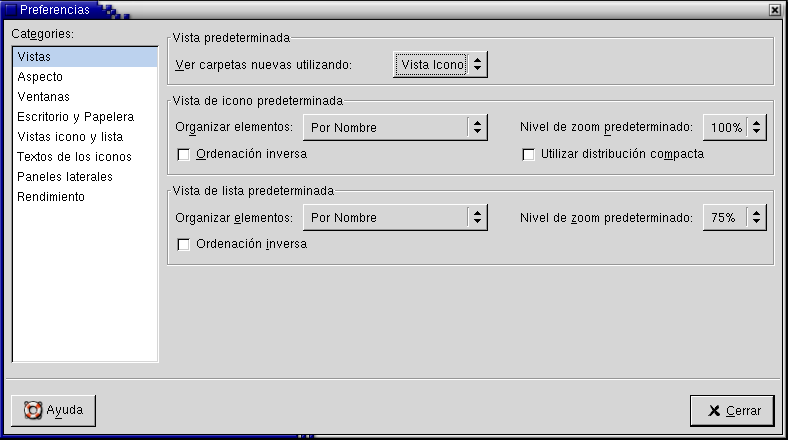 Preferencias
Categories:
Vistas
Aspecto
Ventanas
Escritorio y Papelera
Vistas icono y lista
Textos de los iconos
Paneles laterales
Rendimiento
Vista predeterminada
Ver carpetas nuevas utilizando: Vista Icono
Vista de icono predeterminada
Organizar elementos: Por Nombre Nivel de zoom predeterminado: 100%
Ordenación inversa Utilizar distribución compacta
Vista de lista predeterminada
Organizar elementos: Por Nombre Nivel de zoom predeterminado: 75%
Ordenación inversa
Ayuda Cerrar